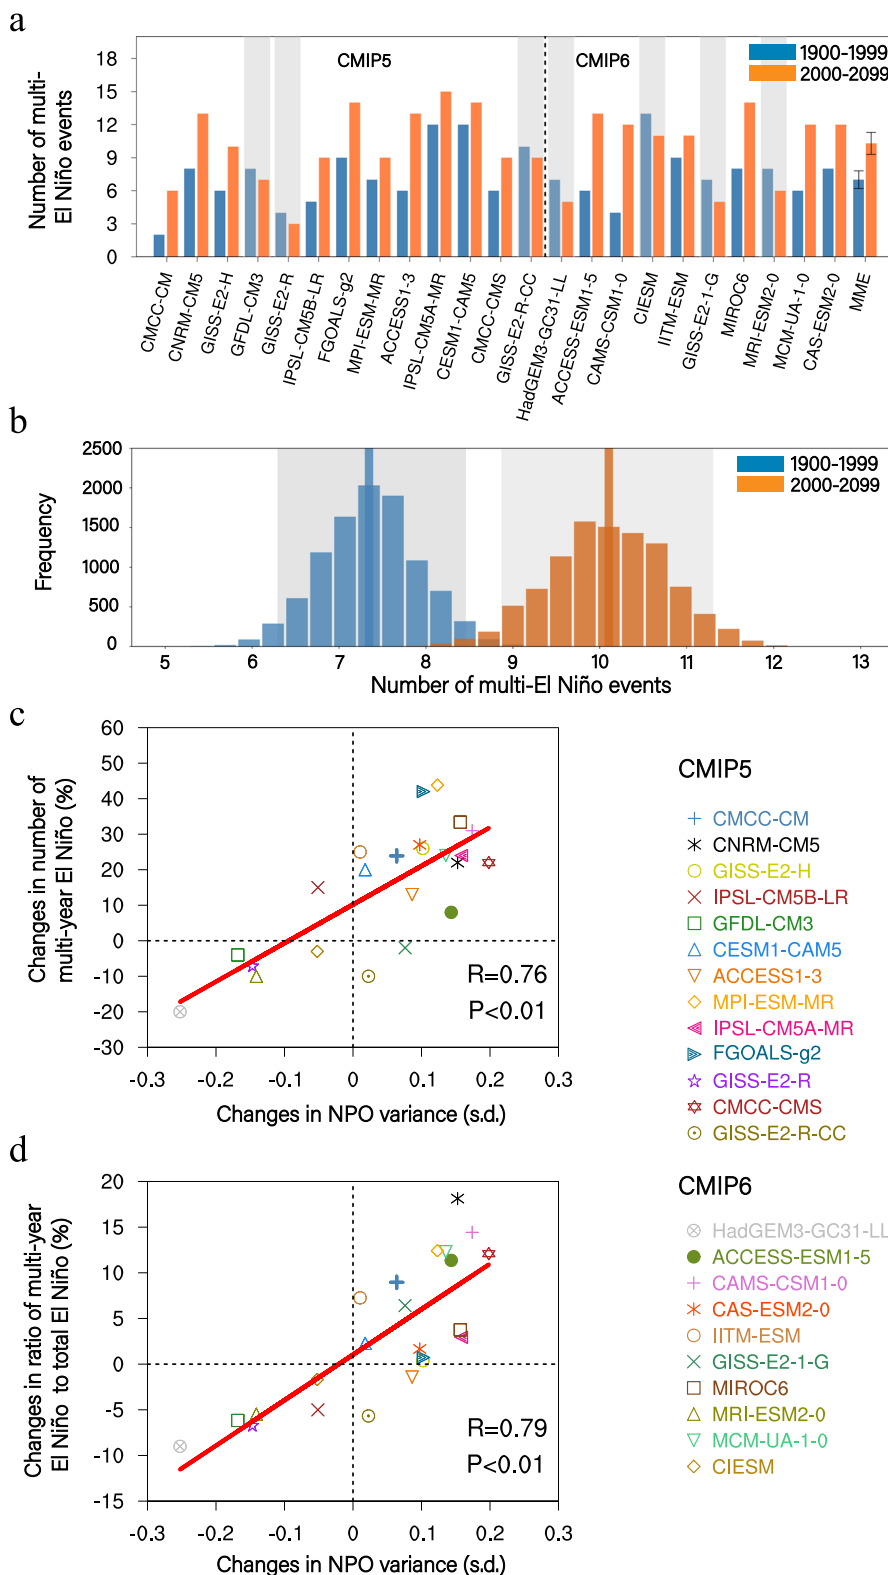 a
Number of multi-
El Niño events
18
15
12
9
6
3
0
CMIP5
CMIP6
1900-1999
2000-2099
CMCC-CM
CNRM-CM5
GISS-E2-H
GFDL-CM3
GISS-E2-R
IPSL-CM5B-LR
FGOALS-g2
MPI-ESM-MR
ACCESS1-3
IPSL-CM5A-MR
CESM1-CAM5
CMCC-CMS
GISS-E2-R-CC
HadGEM3-GC31-LL
ACCESS-ESM1-5
CAMS-CSM1-0
CIESM
IITM-ESM
GISS-E2-1-G
MIROC6
MRI-ESM2-0
MCM-UA-1-0
CAS-ESM2-0
MME
b
Frequency
2500
2000
1500
1000
500
0
1900-1999
2000-2099
5 6 7 8 9 10 11 12 13
Number of multi-El Niño events
c
Changes in number of
multi-year El Niño (%)
60
50
40
30
20
10
0
-10
-20
-30
R=0.76
P<0.01
-0.3 -0.2 -0.1 0 0.1 0.2 0.3
Changes in NPO variance (s.d.)
CMIP5
CMCC-CM
CNRM-CM5
GISS-E2-H
IPSL-CM5B-LR
GFDL-CM3
CESM1-CAM5
ACCESS1-3
MPI-ESM-MR
IPSL-CM5A-MR
FGOALS-g2
GISS-E2-R
CMCC-CMS
GISS-E2-R-CC
d
Changes in ratio of multi-year
El Niño to total El Niño (%)
20
15
10
5
0
-5
-10
-15
R=0.79
P<0.01
-0.3 -0.2 -0.1 0 0.1 0.2 0.3
Changes in NPO variance (s.d.)
CMIP6
HadGEM3-GC31-LL
ACCESS-ESM1-5
CAMS-CSM1-0
CAS-ESM2-0
IITM-ESM
GISS-E2-1-G
MIROC6
MRI-ESM2-0
MCM-UA-1-0
CIESM